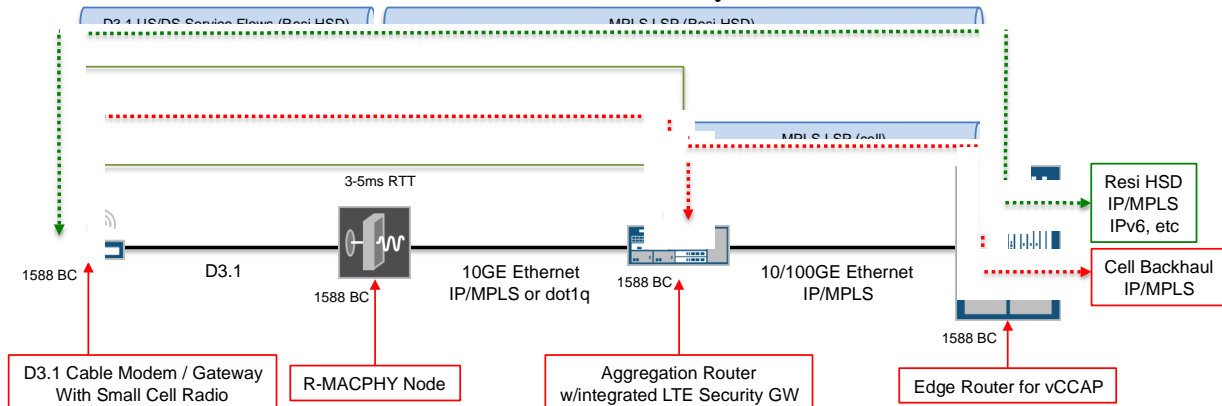 D3.1 US/DS Service Flows (Resi HSD)
MPLS LSP (Resi HSD)
MPLS LSP (cell)
3-5ms RTT
Resi HSD
IP/MPLS
IPv6, etc
Cell Backhaul
IP/MPLS
1588 BC
D3.1
1588 BC
10GE Ethernet
IP/MPLS or dot1q
1588 BC
10/100GE Ethernet
IP/MPLS
1588 BC
D3.1 Cable Modem / Gateway
With Small Cell Radio
R-MACPHY Node
Aggregation Router
w/integrated LTE Security GW
Edge Router for vCCAP